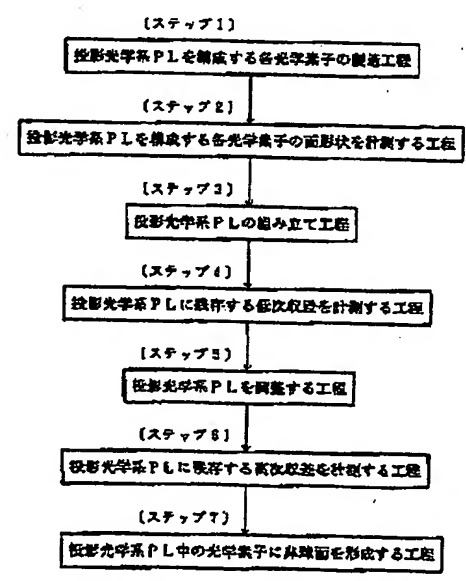 〔ステップ1〕
投影光学系PLを構成する各光学素子の製造工程
〔ステップ2〕
投影光学系PLを構成する各光学素子の面形状を計測する工程
〔ステップ3〕
投影光学系PLの組み立て工程
〔ステップ4〕
投影光学系PLに残存する低次収差を計測する工程
〔ステップ5〕
投影光学系PLを調整する工程
〔ステップ6〕
投影光学系PLに残存する高次収差を計測する工程
〔ステップ7〕
投影光学系PL中の光学素子に非球面を形成する工程